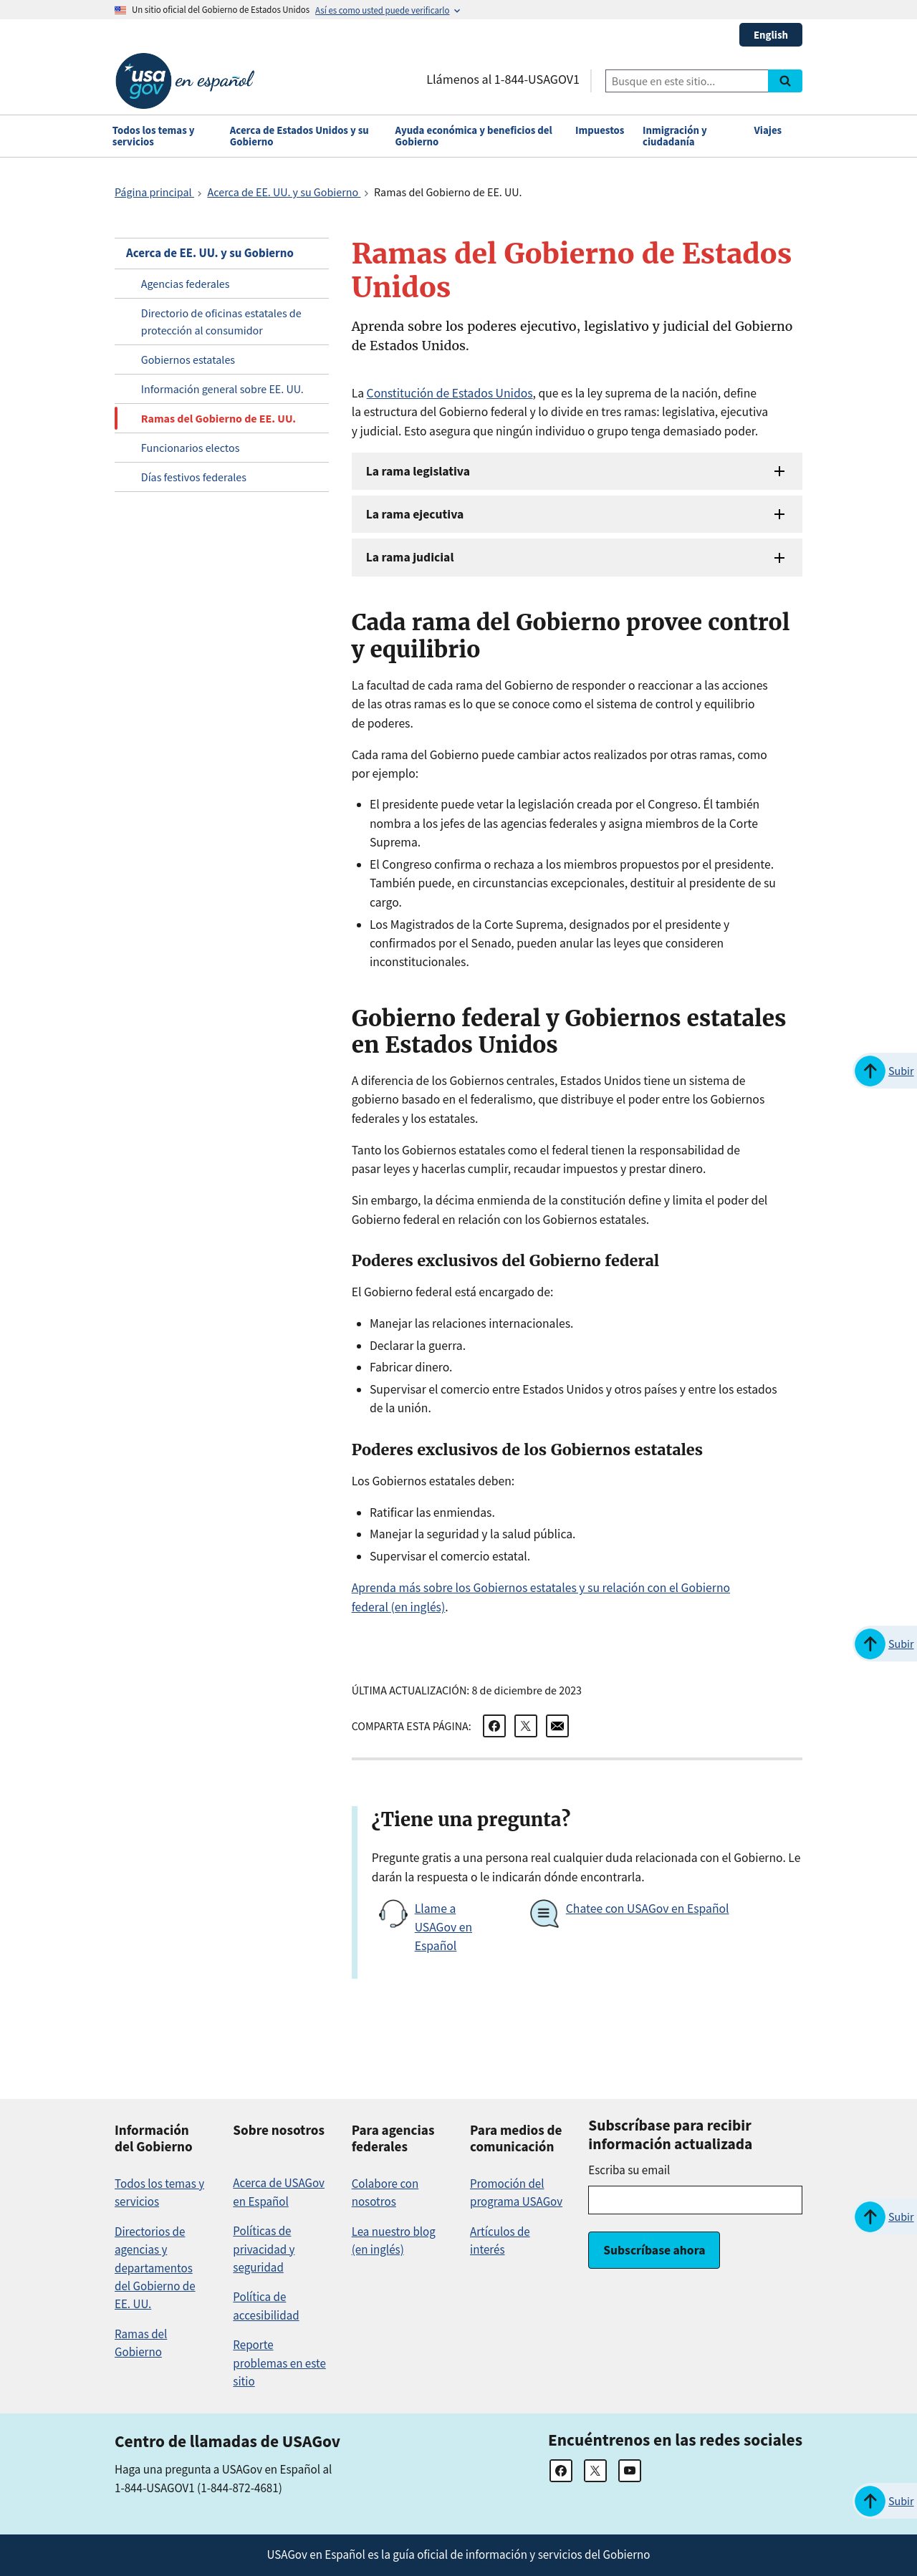 Un sitio oficial del Gobierno de Estados Unidos Así es como usted puede verificarlo
English
usa gov en español
Llámenos al 1-844-USAGOV1
Busque en este sitio...
Todos los temas y servicios
Acerca de Estados Unidos y su Gobierno
Ayuda económica y beneficios del Gobierno
Impuestos
Inmigración y ciudadanía
Viajes
Página principal > Acerca de EE. UU. y su Gobierno > Ramas del Gobierno de EE. UU.
Acerca de EE. UU. y su Gobierno
Agencias federales
Directorio de oficinas estatales de
protección al consumidor
Gobiernos estatales
Información general sobre EE. UU.
Ramas del Gobierno de EE. UU.
Funcionarios electos
Días festivos federales
Ramas del Gobierno de Estados
Unidos
Aprenda sobre los poderes ejecutivo, legislativo y judicial del Gobierno
de Estados Unidos.
La Constitución de Estados Unidos, que es la ley suprema de la nación, define
la estructura del Gobierno federal y lo divide en tres ramas: legislativa, ejecutiva
y judicial. Esto asegura que ningún individuo o grupo tenga demasiado poder.
La rama legislativa
La rama ejecutiva
La rama judicial
Cada rama del Gobierno provee control
y equilibrio
La facultad de cada rama del Gobierno de responder o reaccionar a las acciones
de las otras ramas es lo que se conoce como el sistema de control y equilibrio
de poderes.
Cada rama del Gobierno puede cambiar actos realizados por otras ramas, como
por ejemplo:
• El presidente puede vetar la legislación creada por el Congreso. Él también
nombra a los jefes de las agencias federales y asigna miembros de la Corte
Suprema.
• El Congreso confirma o rechaza a los miembros propuestos por el presidente.
También puede, en circunstancias excepcionales, destituir al presidente de su
cargo.
• Los Magistrados de la Corte Suprema, designados por el presidente y
confirmados por el Senado, pueden anular las leyes que consideren
inconstitucionales.
Gobierno federal y Gobiernos estatales
en Estados Unidos
Subir
A diferencia de los Gobiernos centrales, Estados Unidos tiene un sistema de
gobierno basado en el federalismo, que distribuye el poder entre los Gobiernos
federales y los estatales.
Tanto los Gobiernos estatales como el federal tienen la responsabilidad de
pasar leyes y hacerlas cumplir, recaudar impuestos y prestar dinero.
Sin embargo, la décima enmienda de la constitución define y limita el poder del
Gobierno federal en relación con los Gobiernos estatales.
Poderes exclusivos del Gobierno federal
El Gobierno federal está encargado de:
• Manejar las relaciones internacionales.
• Declarar la guerra.
• Fabricar dinero.
• Supervisar el comercio entre Estados Unidos y otros países y entre los estados
de la unión.
Poderes exclusivos de los Gobiernos estatales
Los Gobiernos estatales deben:
• Ratificar las enmiendas.
• Manejar la seguridad y la salud pública.
• Supervisar el comercio estatal.
Aprenda más sobre los Gobiernos estatales y su relación con el Gobierno
federal (en inglés).
Subir
ÚLTIMA ACTUALIZACIÓN: 8 de diciembre de 2023
COMPARTA ESTA PÁGINA:
¿Tiene una pregunta?
Pregunte gratis a una persona real cualquier duda relacionada con el Gobierno. Le
darán la respuesta o le indicarán dónde encontrarla.
Llame a
USAGov en
Español
Chatee con USAGov en Español
Información
del Gobierno
Todos los temas y
servicios
Directorios de
agencias y
departamentos
del Gobierno de
EE. UU.
Ramas del
Gobierno
Sobre nosotros
Acerca de USAGov
en Español
Políticas de
privacidad y
seguridad
Política de
accesibilidad
Reporte
problemas en este
sitio
Para agencias
federales
Colabore con
nosotros
Lea nuestro blog
(en inglés)
Para medios de
comunicación
Promoción del
programa USAGov
Artículos de
interés
Subscríbase para recibir
información actualizada
Escriba su email
Subscríbase ahora
Subir
Centro de llamadas de USAGov
Haga una pregunta a USAGov en Español al
1-844-USAGOV1 (1-844-872-4681)
Encuéntrenos en las redes sociales
Subir
USAGov en Español es la guía oficial de información y servicios del Gobierno